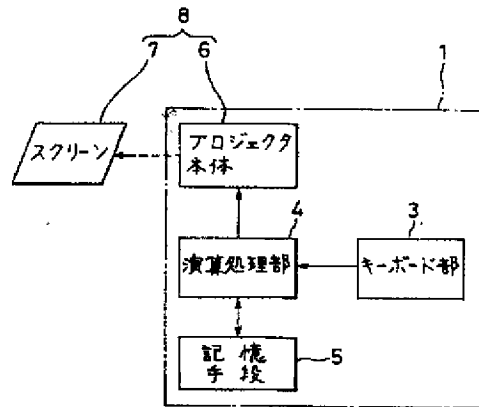 8
7 6
1
スクリーン
プロジェクタ
本体
4
3
演算処理部
キーボード部
記憶
手段
5